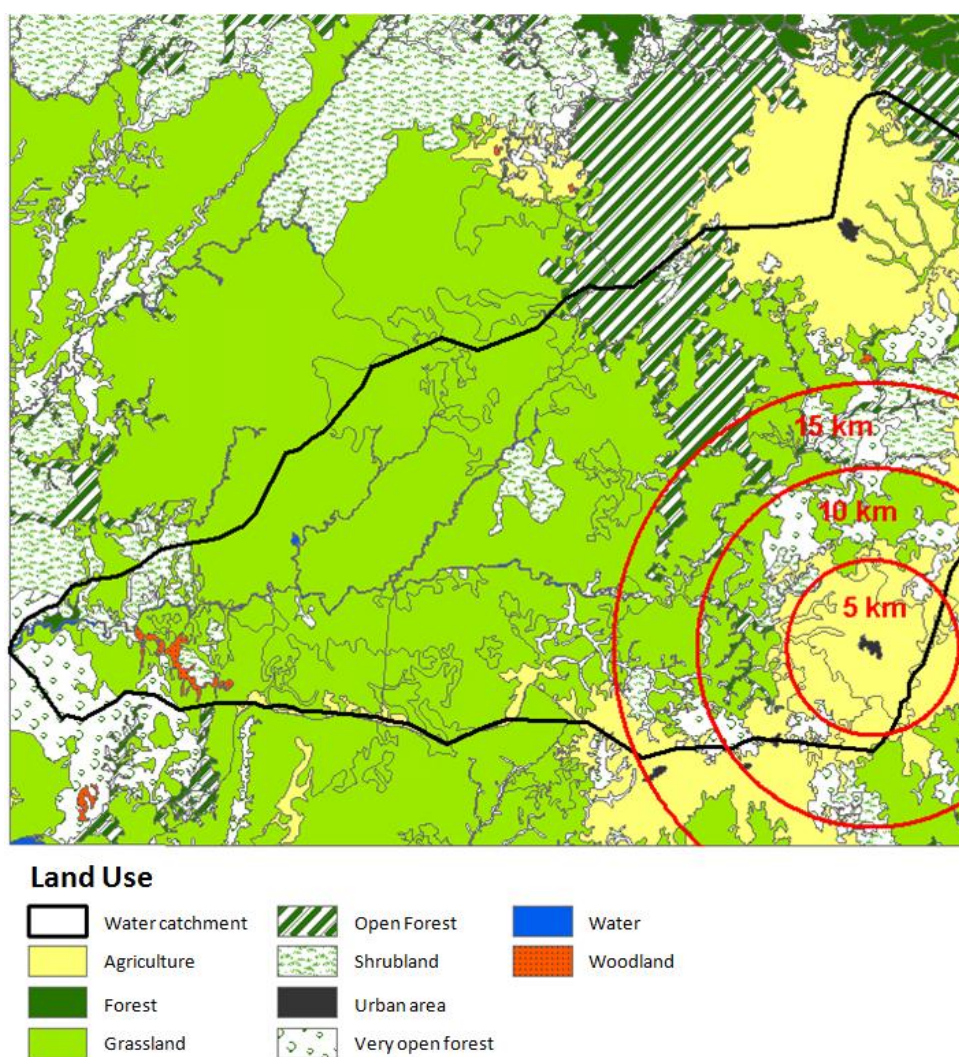 15 km
10 km
5 km
Land Use
Water catchment
Open Forest
Water
Agriculture
Shrubland
Woodland
Forest
Urban area
Grassland
Very open forest